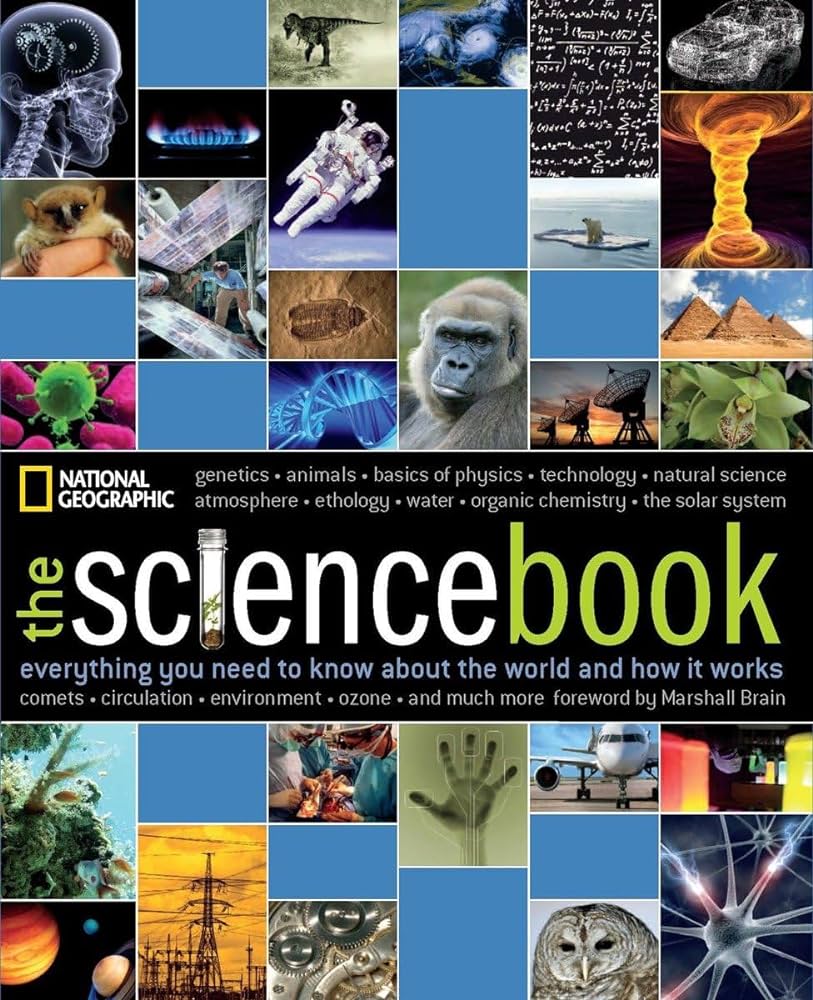 NATIONAL
GEOGRAPHIC
genetics • animals • basics of physics • technology • natural science
atmosphere • ethology • water • organic chemistry • the solar system
the sciencebook
everything you need to know about the world and how it works
comets • circulation • environment • ozone • and much more foreword by Marshall Brain